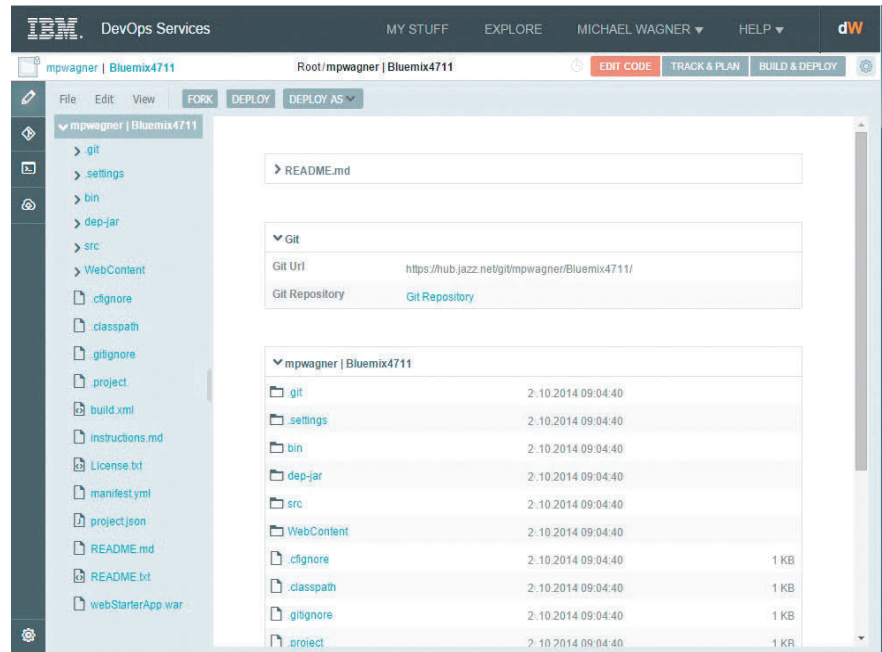 IBM. DevOps Services MY STUFF EXPLORE MICHAEL WAGNER HELP dW
mpwagner | Bluemix4711 Root/mpwagner | Bluemix4711 EDIT CODE TRACK & PLAN BUILD & DEPLOY
File Edit View FORK DEPLOY DEPLOY AS
mpwagner | Bluemix4711
.git
.settings
bin
dep-jar
src
WebContent
.cfignore
.classpath
.gitignore
.project
build.xml
instructions.md
License.txt
manifest.yml
project.json
README.md
README.txt
webStarterApp.war
README.md
Git
Git Url https://hub.jazz.net/git/mpwagner/Bluemix4711/
Git Repository Git Repository
mpwagner | Bluemix4711
.git 2.10.2014 09:04:40
.settings 2.10.2014 09:04:40
bin 2.10.2014 09:04:40
dep-jar 2.10.2014 09:04:40
src 2.10.2014 09:04:40
WebContent 2.10.2014 09:04:40
.cfignore 2.10.2014 09:04:40 1 KB
.classpath 2.10.2014 09:04:40 1 KB
.gitignore 2.10.2014 09:04:40 1 KB
.project 2.10.2014 09:04:40 1 KB